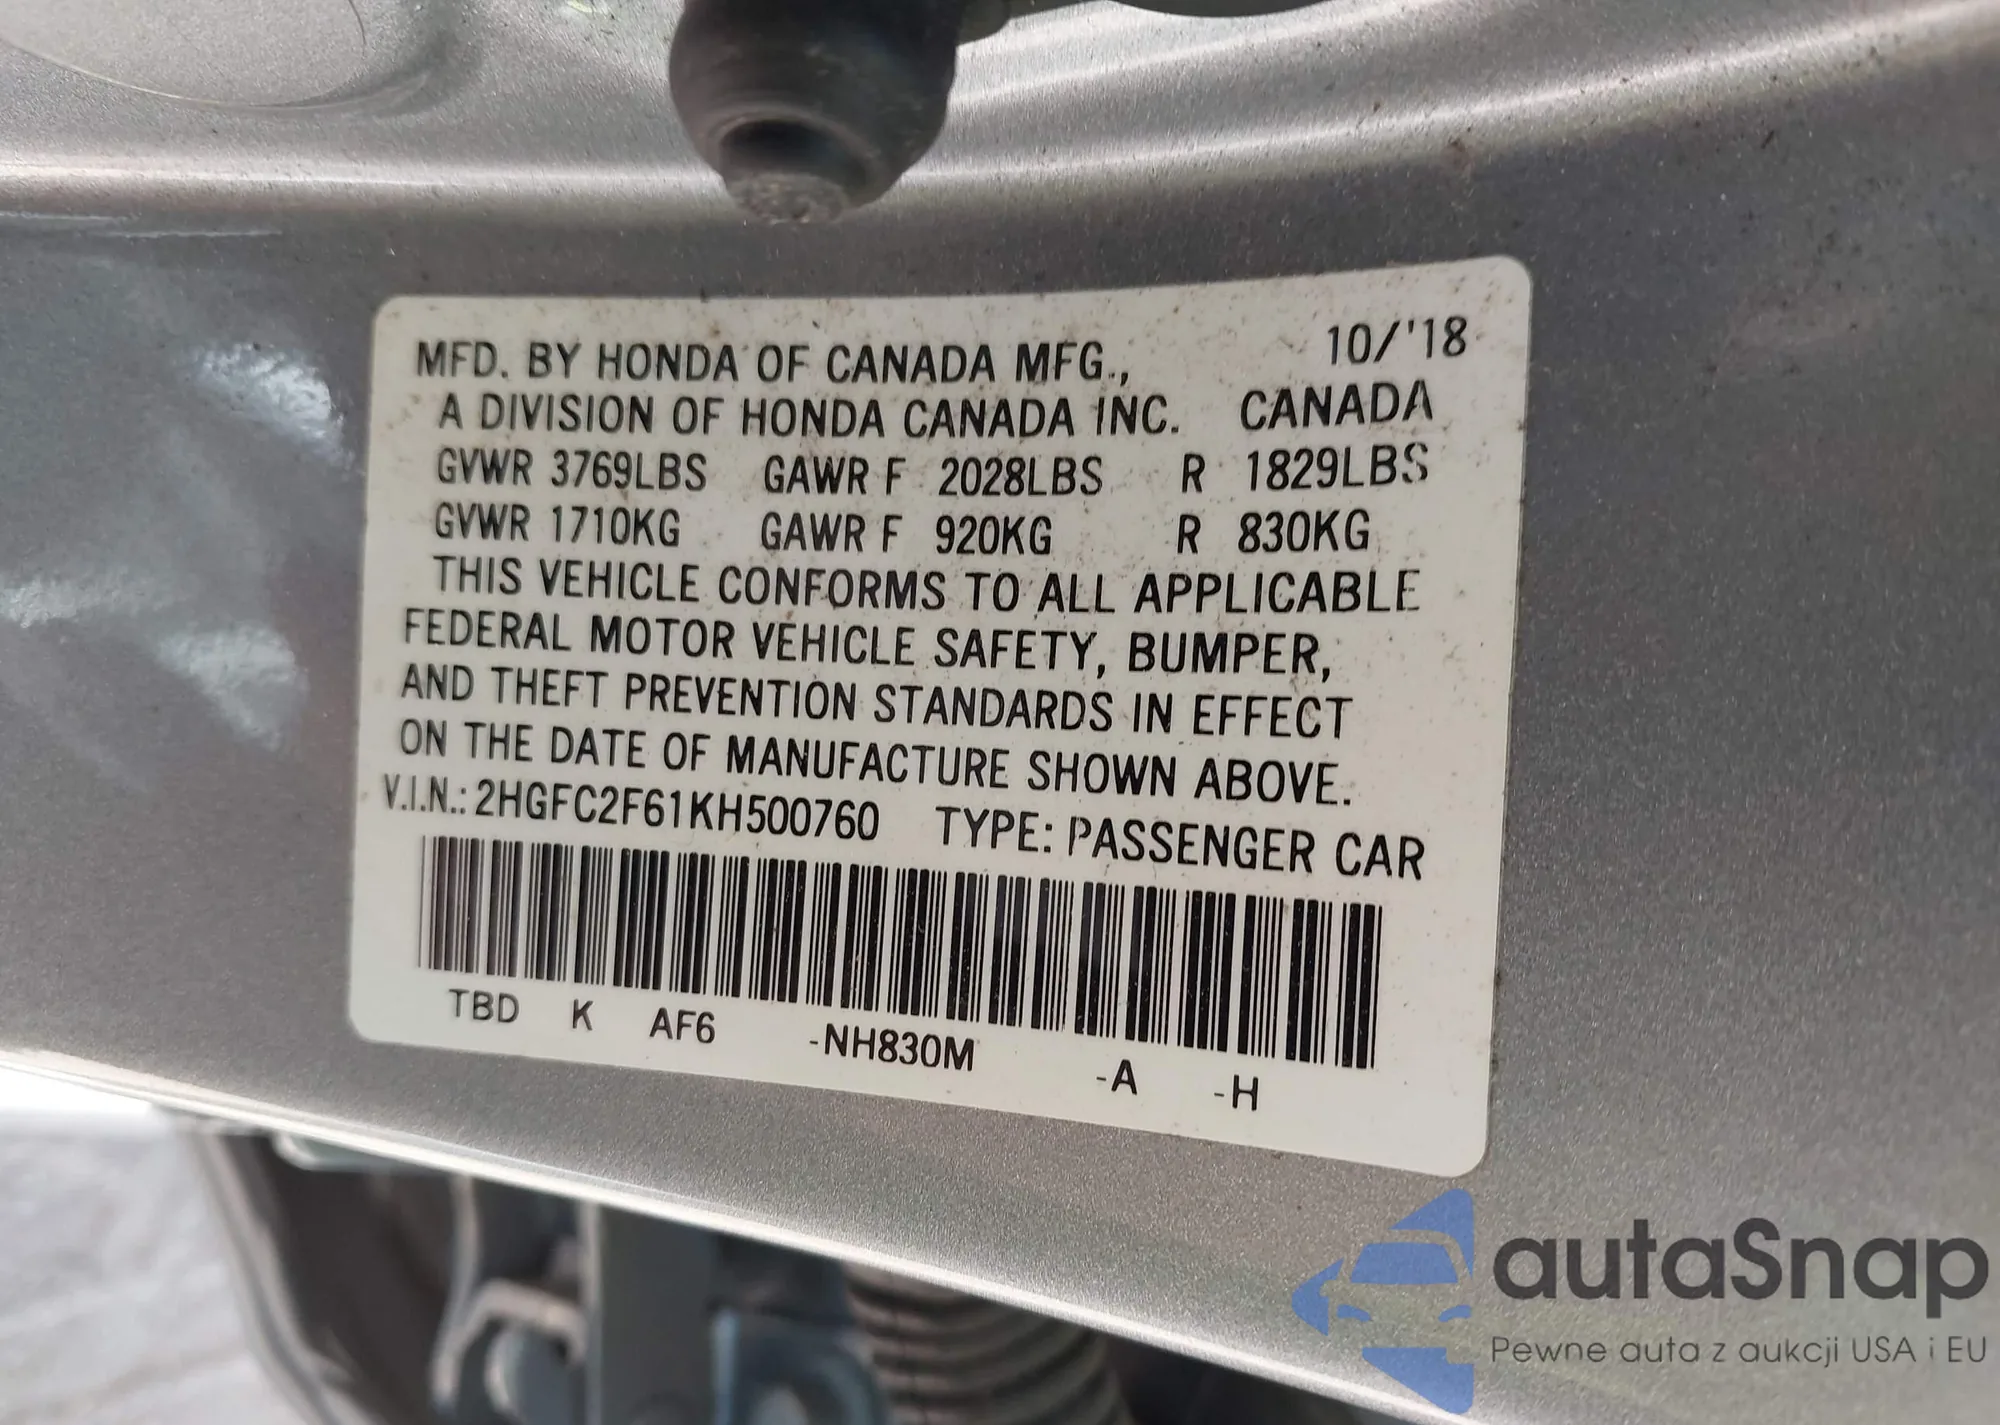 MFD. BY HONDA OF CANADA MFG., 10/'18
A DIVISION OF HONDA CANADA INC. CANADA
GVWR 3769LBS GAWR F 2028LBS R 1829LBS
GVWR 1710KG GAWR F 920KG R 830KG
THIS VEHICLE CONFORMS TO ALL APPLICABLE
FEDERAL MOTOR VEHICLE SAFETY, BUMPER,
AND THEFT PREVENTION STANDARDS IN EFFECT
ON THE DATE OF MANUFACTURE SHOWN ABOVE.
V.I.N.: 2HGFC2F61KH500760 TYPE: PASSENGER CAR
TBD K AF6 -NH830M -A -H
autaSnap
Pewne auta z aukcji USA i EU